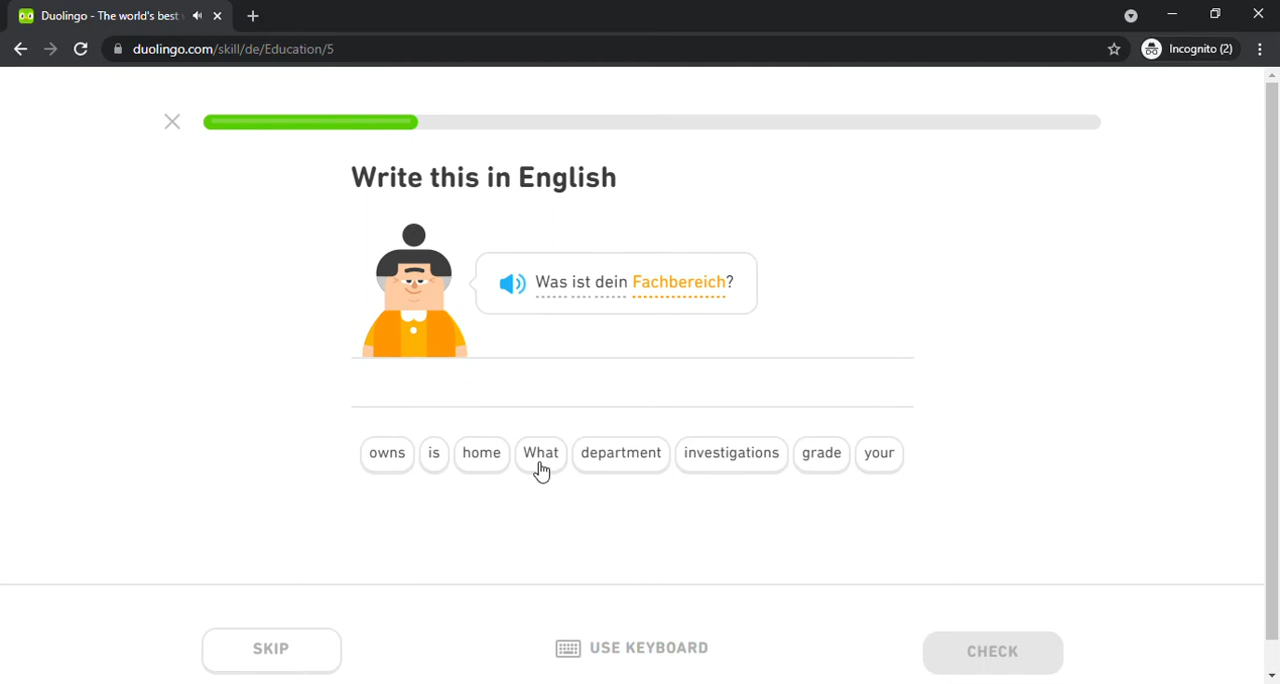 Duolingo - The world's best
duolingo.com/skill/de/Education/5
Incognito (2)
Write this in English
Was ist dein Fachbereich?
owns is home What department investigations grade your
SKIP USE KEYBOARD CHECK